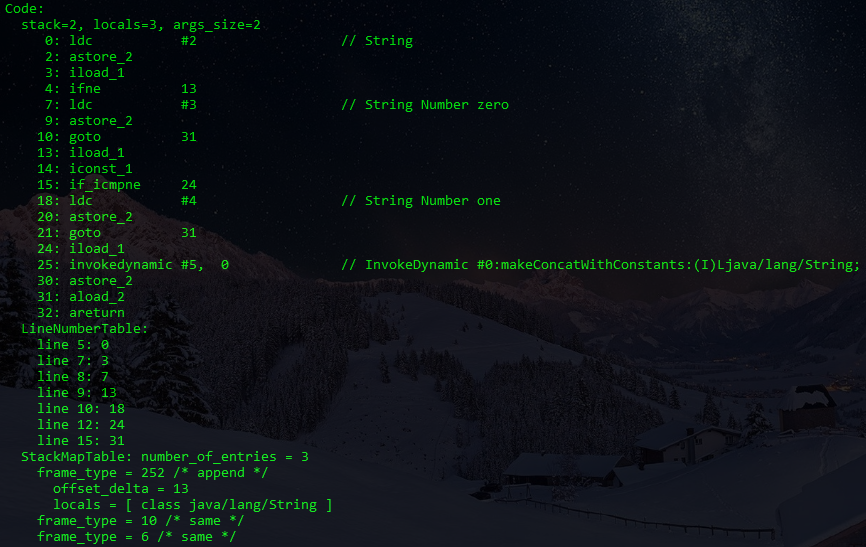 Code:
  stack=2, locals=3, args_size=2
     0: ldc           #2                  // String
     2: astore_2
     3: iload_1
     4: ifne          13
     7: ldc           #3                  // String Number zero
     9: astore_2
    10: goto          31
    13: iload_1
    14: iconst_1
    15: if_icmpne     24
    18: ldc           #4                  // String Number one
    20: astore_2
    21: goto          31
    24: iload_1
    25: invokedynamic #5,  0              // InvokeDynamic #0:makeConcatWithConstants:(I)Ljava/lang/String;
    30: astore_2
    31: aload_2
    32: areturn
  LineNumberTable:
    line 5: 0
    line 7: 3
    line 8: 7
    line 9: 13
    line 10: 18
    line 12: 24
    line 15: 31
  StackMapTable: number_of_entries = 3
    frame_type = 252 /* append */
      offset_delta = 13
      locals = [ class java/lang/String ]
    frame_type = 10 /* same */
    frame_type = 6 /* same */